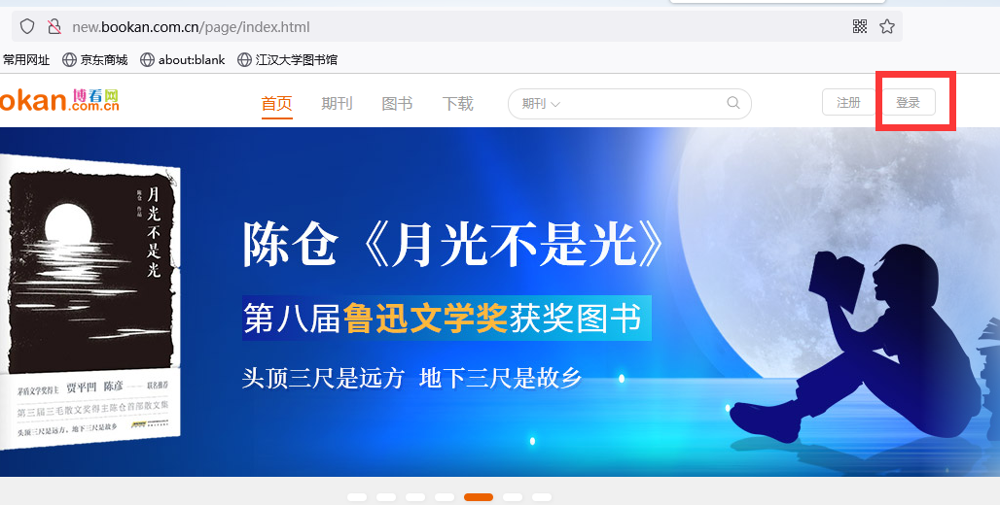 new.bookan.com.cn/page/index.html
常用网址 京东商城 about:blank 江汉大学图书馆
ookan 博看网 .com.cn 首页 期刊 图书 下载 期刊 注册 登录
月光不是光
陈仓 作品
陈仓《月光不是光》
第八届鲁迅文学奖获奖图书
头顶三尺是远方 地下三尺是故乡
茅盾文学奖得主 贾平凹 陈彦 —— 联名推荐
第三届三毛散文奖得主陈仓首部散文集
头顶三尺是远方,地下三尺是故乡